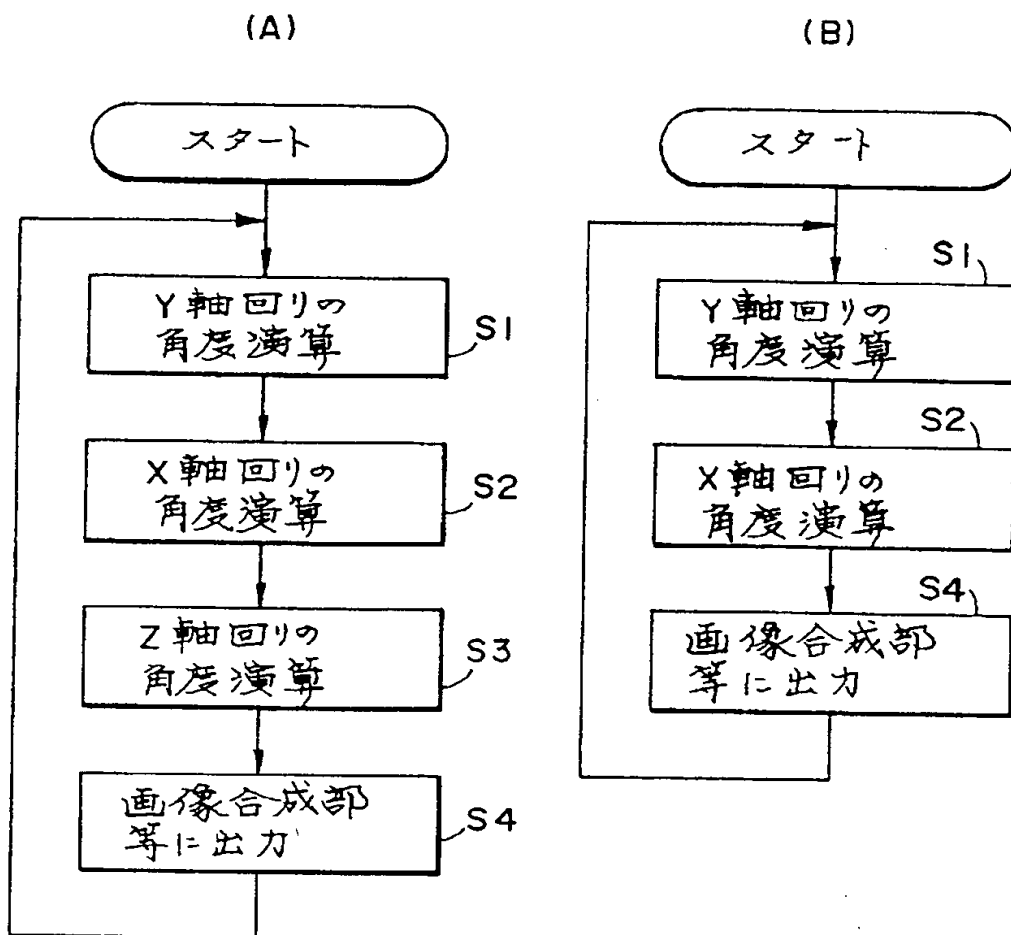 (A)
スタート
Y軸回りの
角度演算
S1
X軸回りの
角度演算
S2
Z軸回りの
角度演算
S3
画像合成部
等に出力
S4
(B)
スタート
S1
Y軸回りの
角度演算
S2
X軸回りの
角度演算
S4
画像合成部
等に出力